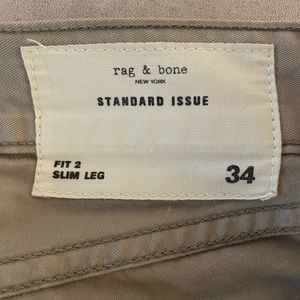 rag & bone
NEW YORK
STANDARD ISSUE
FIT 2
SLIM LEG
34